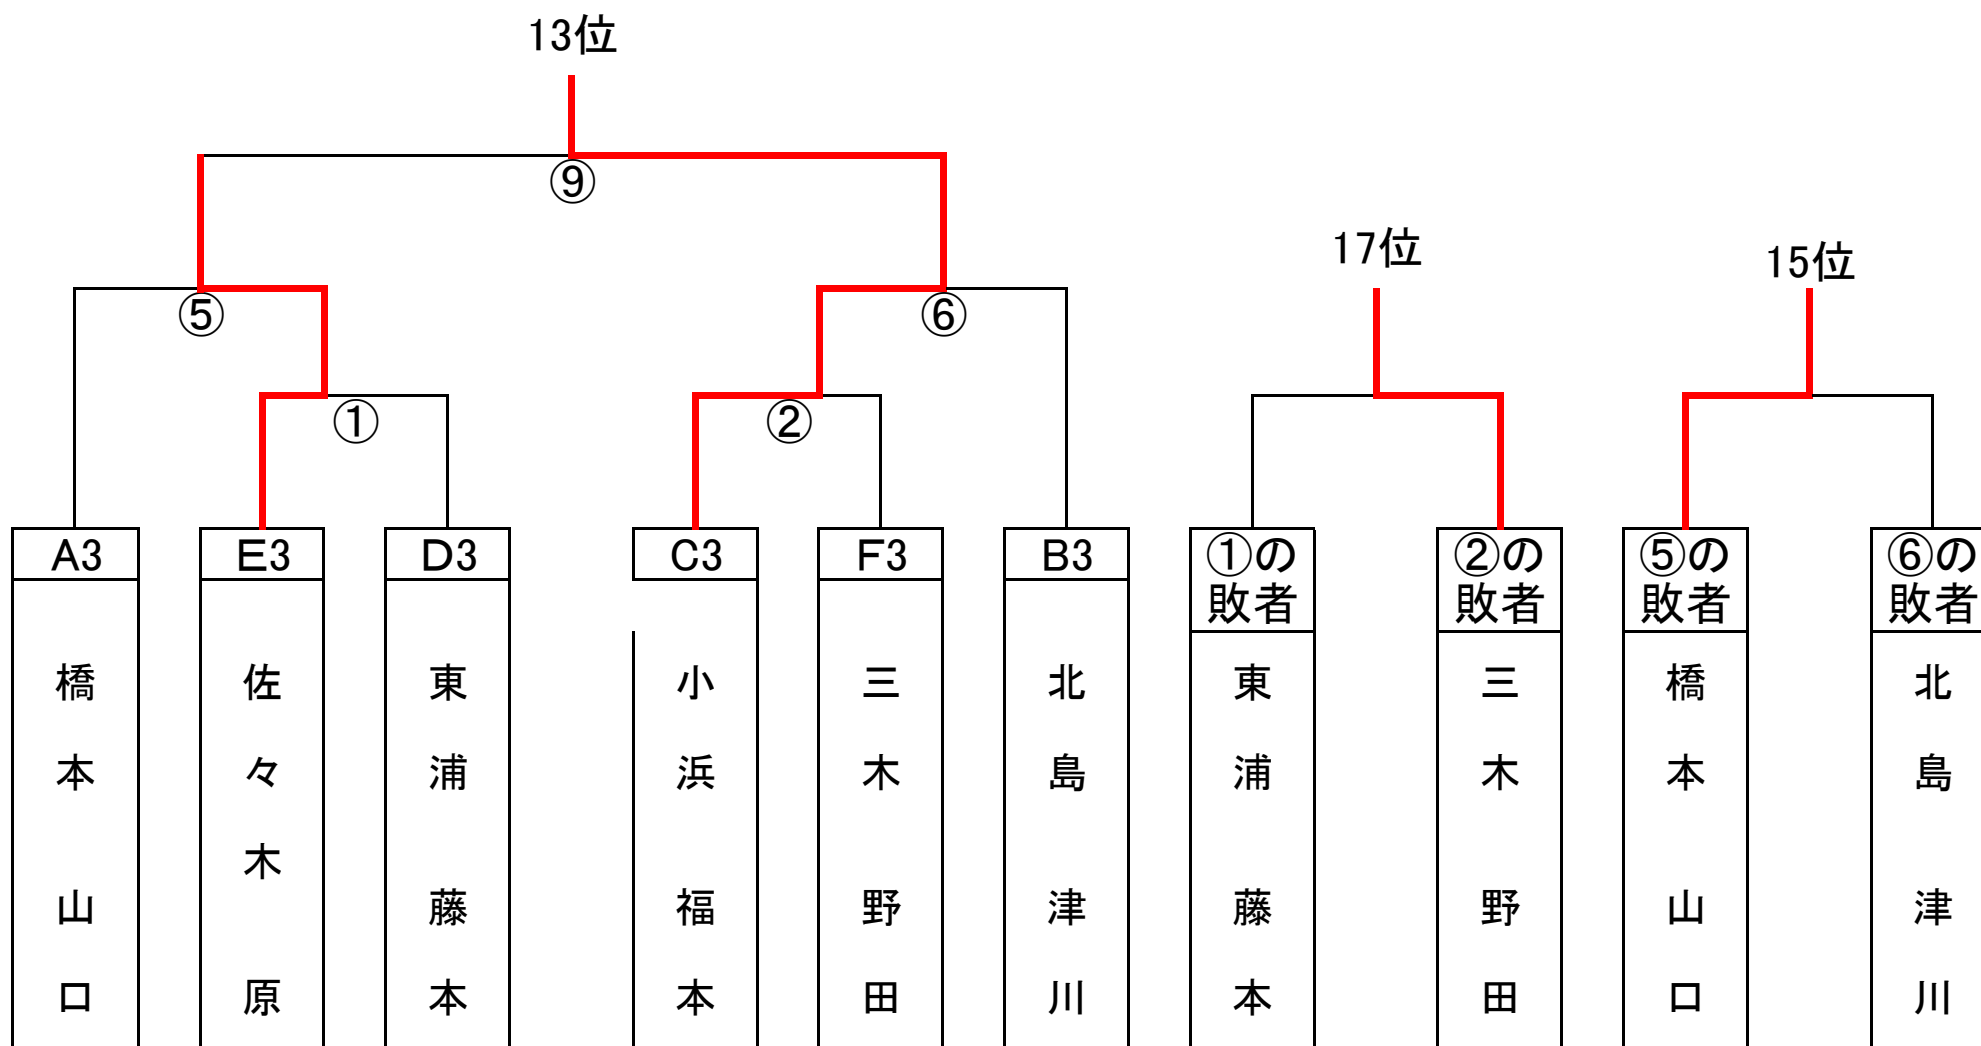 13位
⑨
17位
15位
⑤
⑥
①
②
A3
E3
D3
C3
F3
B3
①の
敗者
②の
敗者
⑤の
敗者
⑥の
敗者
橋本 山口
佐々木 原
東浦 藤本
小浜 福本
三木 野田
北島 津川
東浦 藤本
三木 野田
橋本 山口
北島 津川